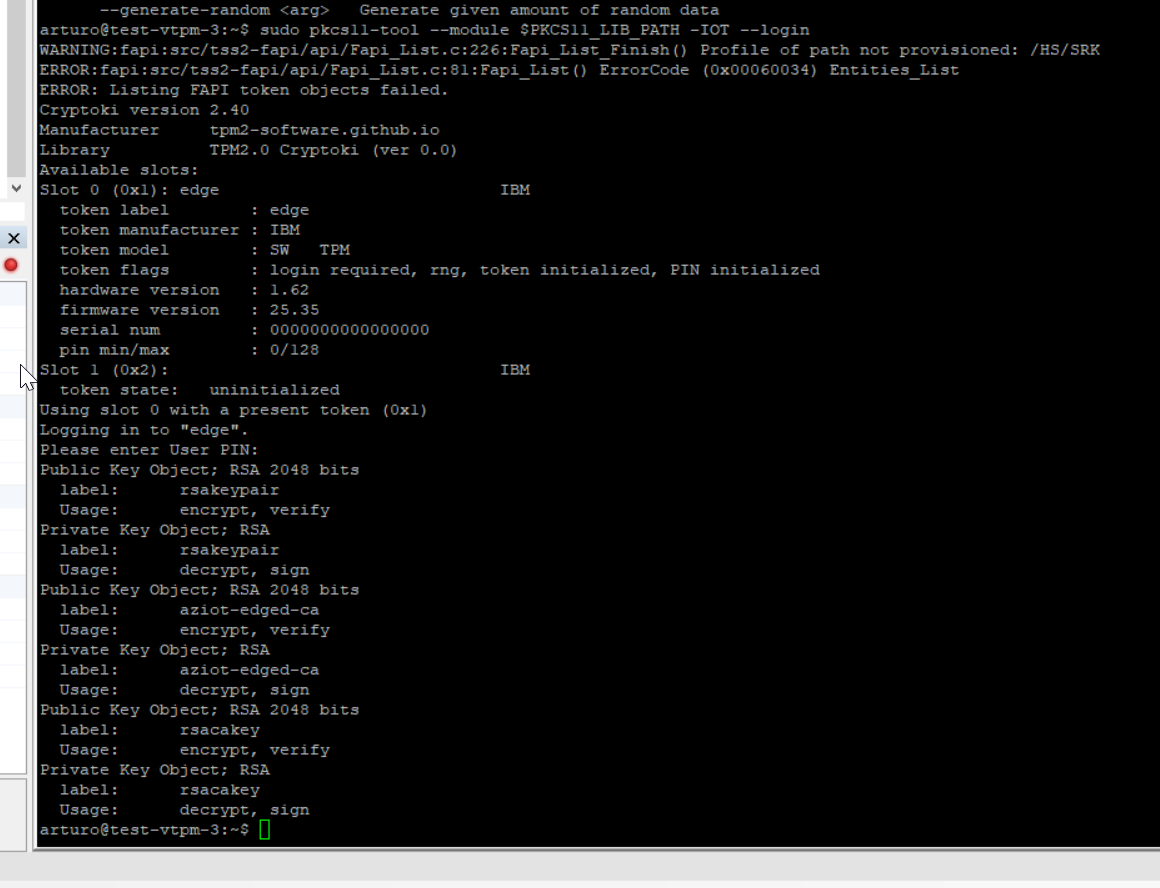 --generate-random <arg>   Generate given amount of random data
arturo@test-vtpm-3:~$ sudo pkcs11-tool --module $PKCS11_LIB_PATH -IOT --login
WARNING:fapi:src/tss2-fapi/api/Fapi_List.c:226:Fapi_List_Finish() Profile of path not provisioned: /HS/SRK
ERROR:fapi:src/tss2-fapi/api/Fapi_List.c:81:Fapi_List() ErrorCode (0x00060034) Entities_List
ERROR: Listing FAPI token objects failed.
Cryptoki version 2.40
Manufacturer     tpm2-software.github.io
Library          TPM2.0 Cryptoki (ver 0.0)
Available slots:
Slot 0 (0x1): edge                            IBM
  token label        : edge
  token manufacturer : IBM
  token model        : SW   TPM
  token flags        : login required, rng, token initialized, PIN initialized
  hardware version   : 1.62
  firmware version   : 25.35
  serial num         : 0000000000000000
  pin min/max        : 0/128
Slot 1 (0x2):                                 IBM
  token state:   uninitialized
Using slot 0 with a present token (0x1)
Logging in to "edge".
Please enter User PIN:
Public Key Object; RSA 2048 bits
  label:      rsakeypair
  Usage:      encrypt, verify
Private Key Object; RSA
  label:      rsakeypair
  Usage:      decrypt, sign
Public Key Object; RSA 2048 bits
  label:      aziot-edged-ca
  Usage:      encrypt, verify
Private Key Object; RSA
  label:      aziot-edged-ca
  Usage:      decrypt, sign
Public Key Object; RSA 2048 bits
  label:      rsacakey
  Usage:      encrypt, verify
Private Key Object; RSA
  label:      rsacakey
  Usage:      decrypt, sign
arturo@test-vtpm-3:~$